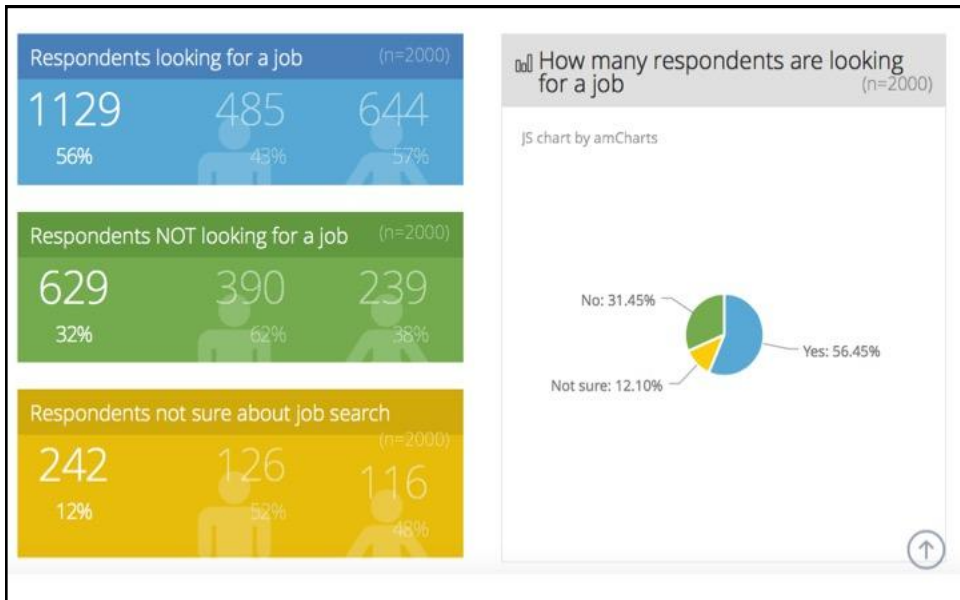 Respondents looking for a job (n=2000)
1129 485 644
56% 43% 57%
Respondents NOT looking for a job (n=2000)
629 390 239
32% 62% 38%
Respondents not sure about job search
(n=2000)
242 126 116
12% 52% 48%
How many respondents are looking
for a job (n=2000)
JS chart by amCharts
No: 31.45%
Yes: 56.45%
Not sure: 12.10%